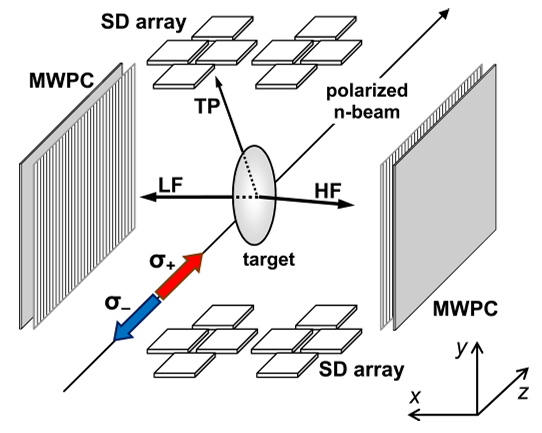 SD array
MWPC
TP
polarized
n-beam
LF
HF
target
σ+
σ−
MWPC
SD array
y
x
z